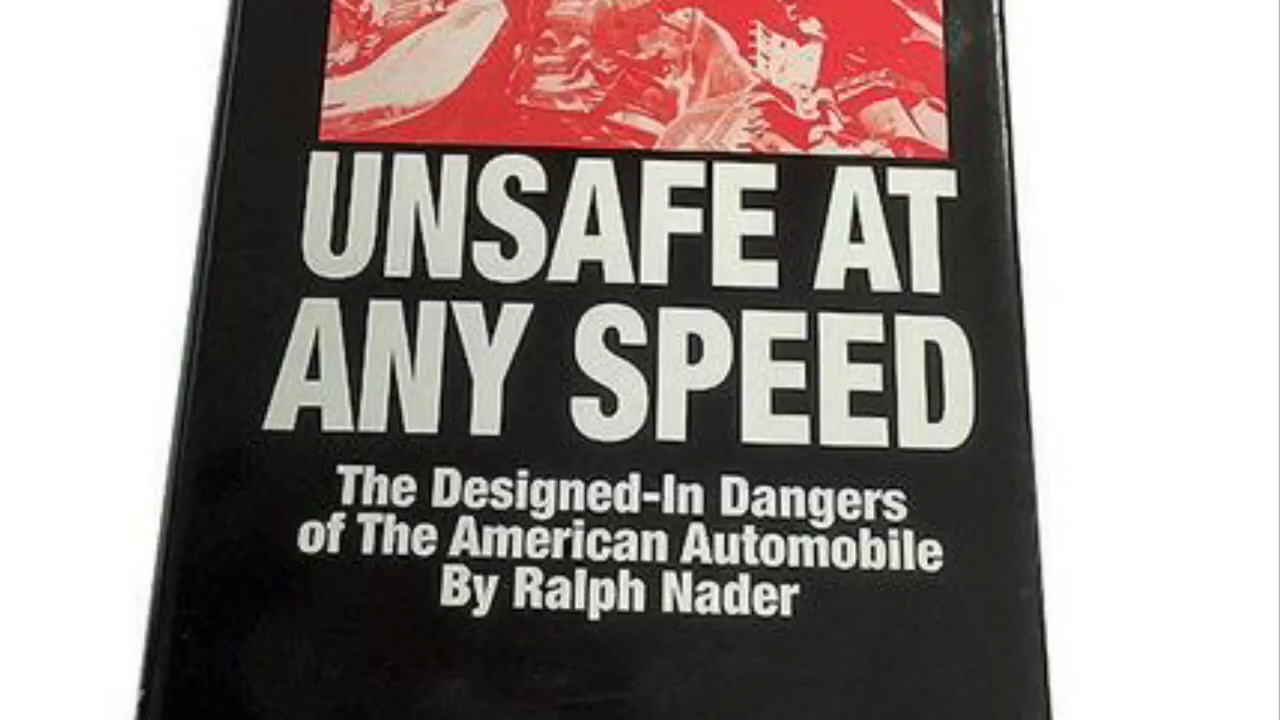 UNSAFE AT
ANY SPEED
The Designed-In Dangers
of The American Automobile
By Ralph Nader